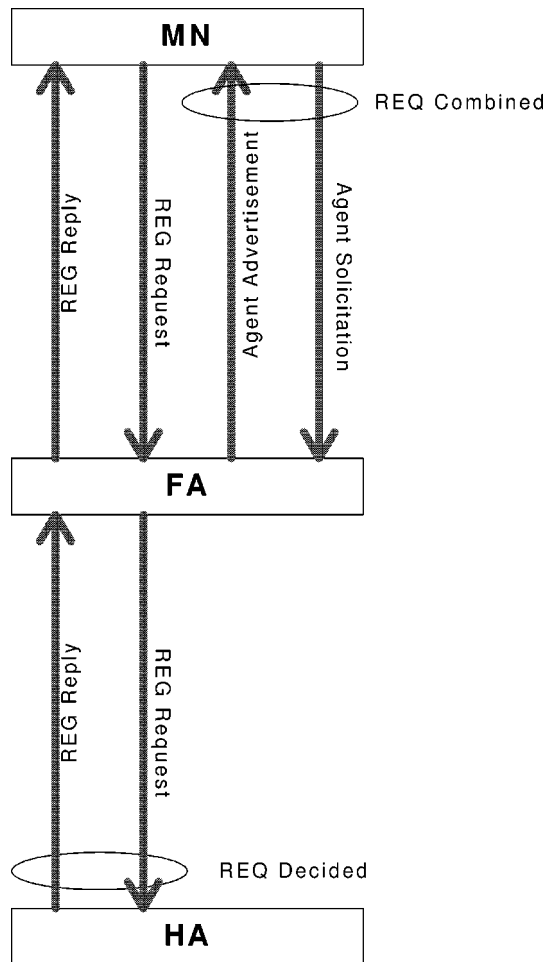 MN
REQ Combined
REG Reply
REG Request
Agent Advertisement
Agent Solicitation
FA
REG Reply
REG Request
REQ Decided
HA